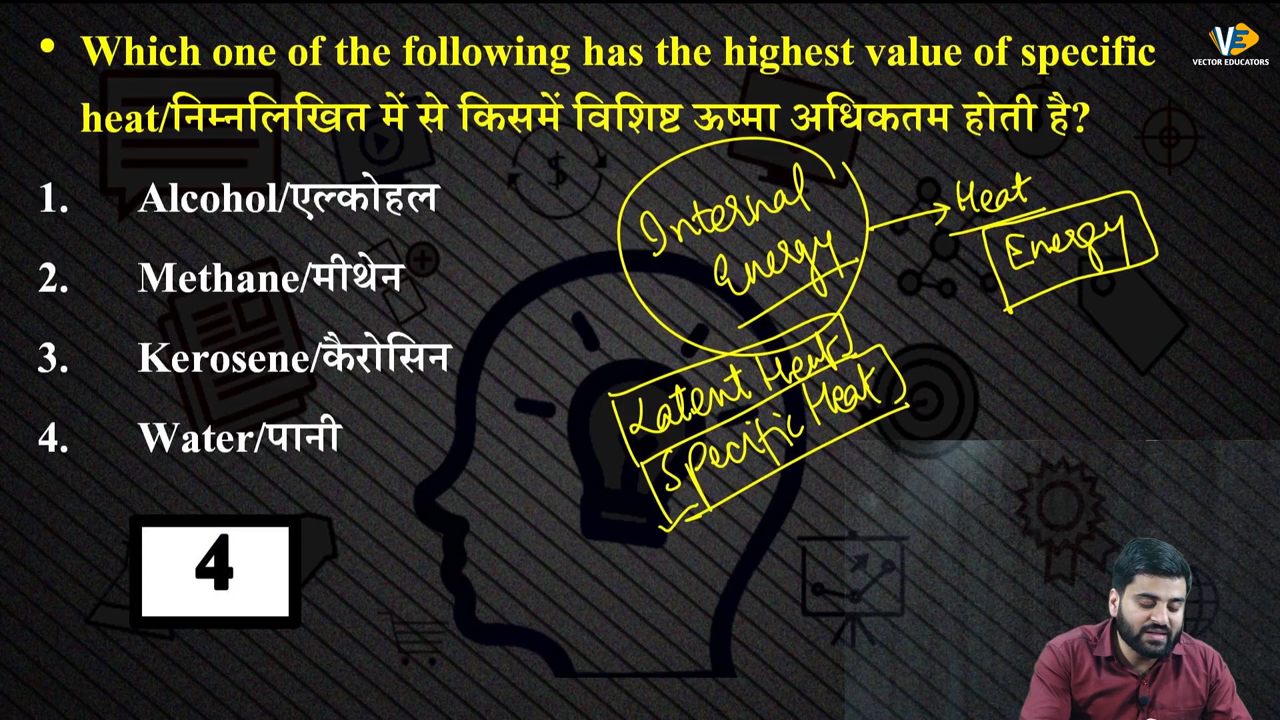 VE
VECTOR EDUCATORS
• Which one of the following has the highest value of specific
heat/निम्नलिखित में से किसमें विशिष्ट ऊष्मा अधिकतम होती है?
1. Alcohol/एल्कोहल
2. Methane/मीथेन
3. Kerosene/कैरोसिन
4. Water/पानी
4
Internal
Energy
Heat
Energy
Latent Heat
Specific Heat